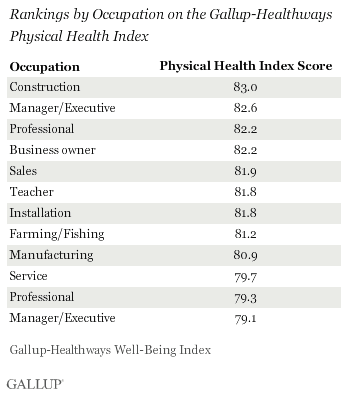 Rankings by Occupation on the Gallup-Healthways
Physical Health Index
Occupation Physical Health Index Score
Construction 83.0
Manager/Executive 82.6
Professional 82.2
Business owner 82.2
Sales 81.9
Teacher 81.8
Installation 81.8
Farming/Fishing 81.2
Manufacturing 80.9
Service 79.7
Professional 79.3
Manager/Executive 79.1
Gallup-Healthways Well-Being Index
GALLUP®